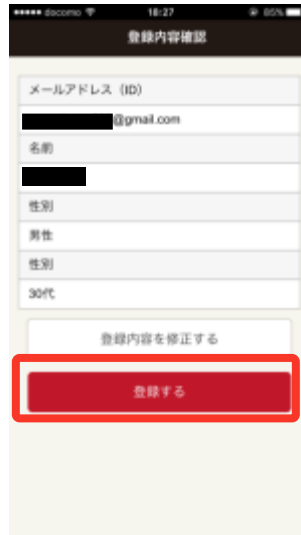 docomo 18:27 85%
登録内容確認
メールアドレス (ID)
@gmail.com
名前
性別
男性
性別
30代
登録内容を修正する
登録する